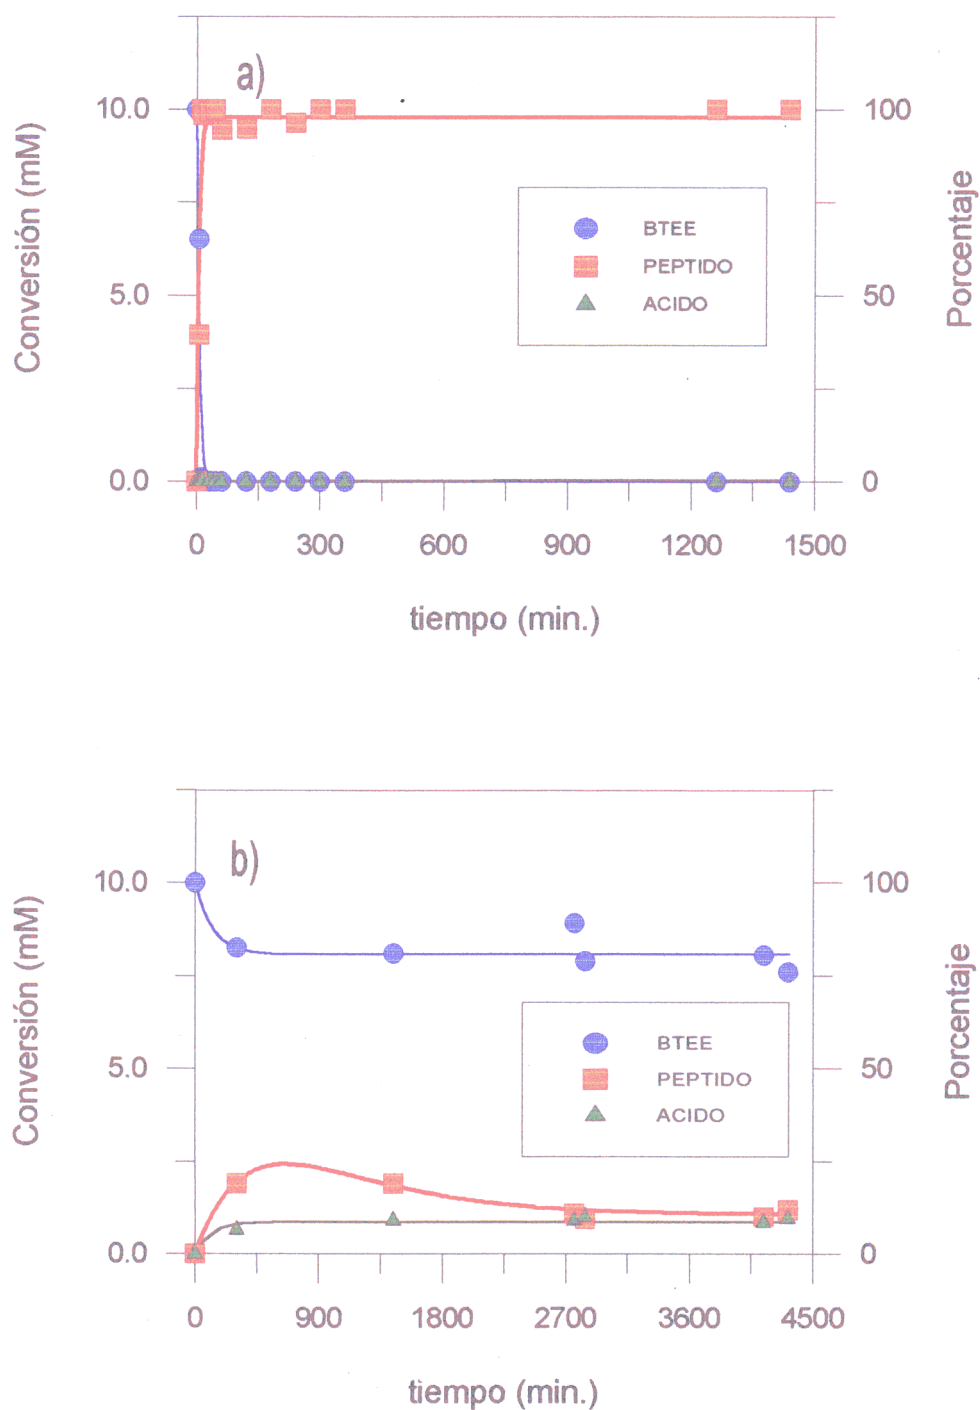 a)
10.0
100
Conversión (mM)
Porcentaje
BTEE
PEPTIDO
5.0
50
ACIDO
0.0
0
0
300
600
900
1200
1500
tiempo (min.)
b)
10.0
100
Conversión (mM)
Porcentaje
BTEE
5.0
50
PEPTIDO
ACIDO
0.0
0
0
900
1800
2700
3600
4500
tiempo (min.)